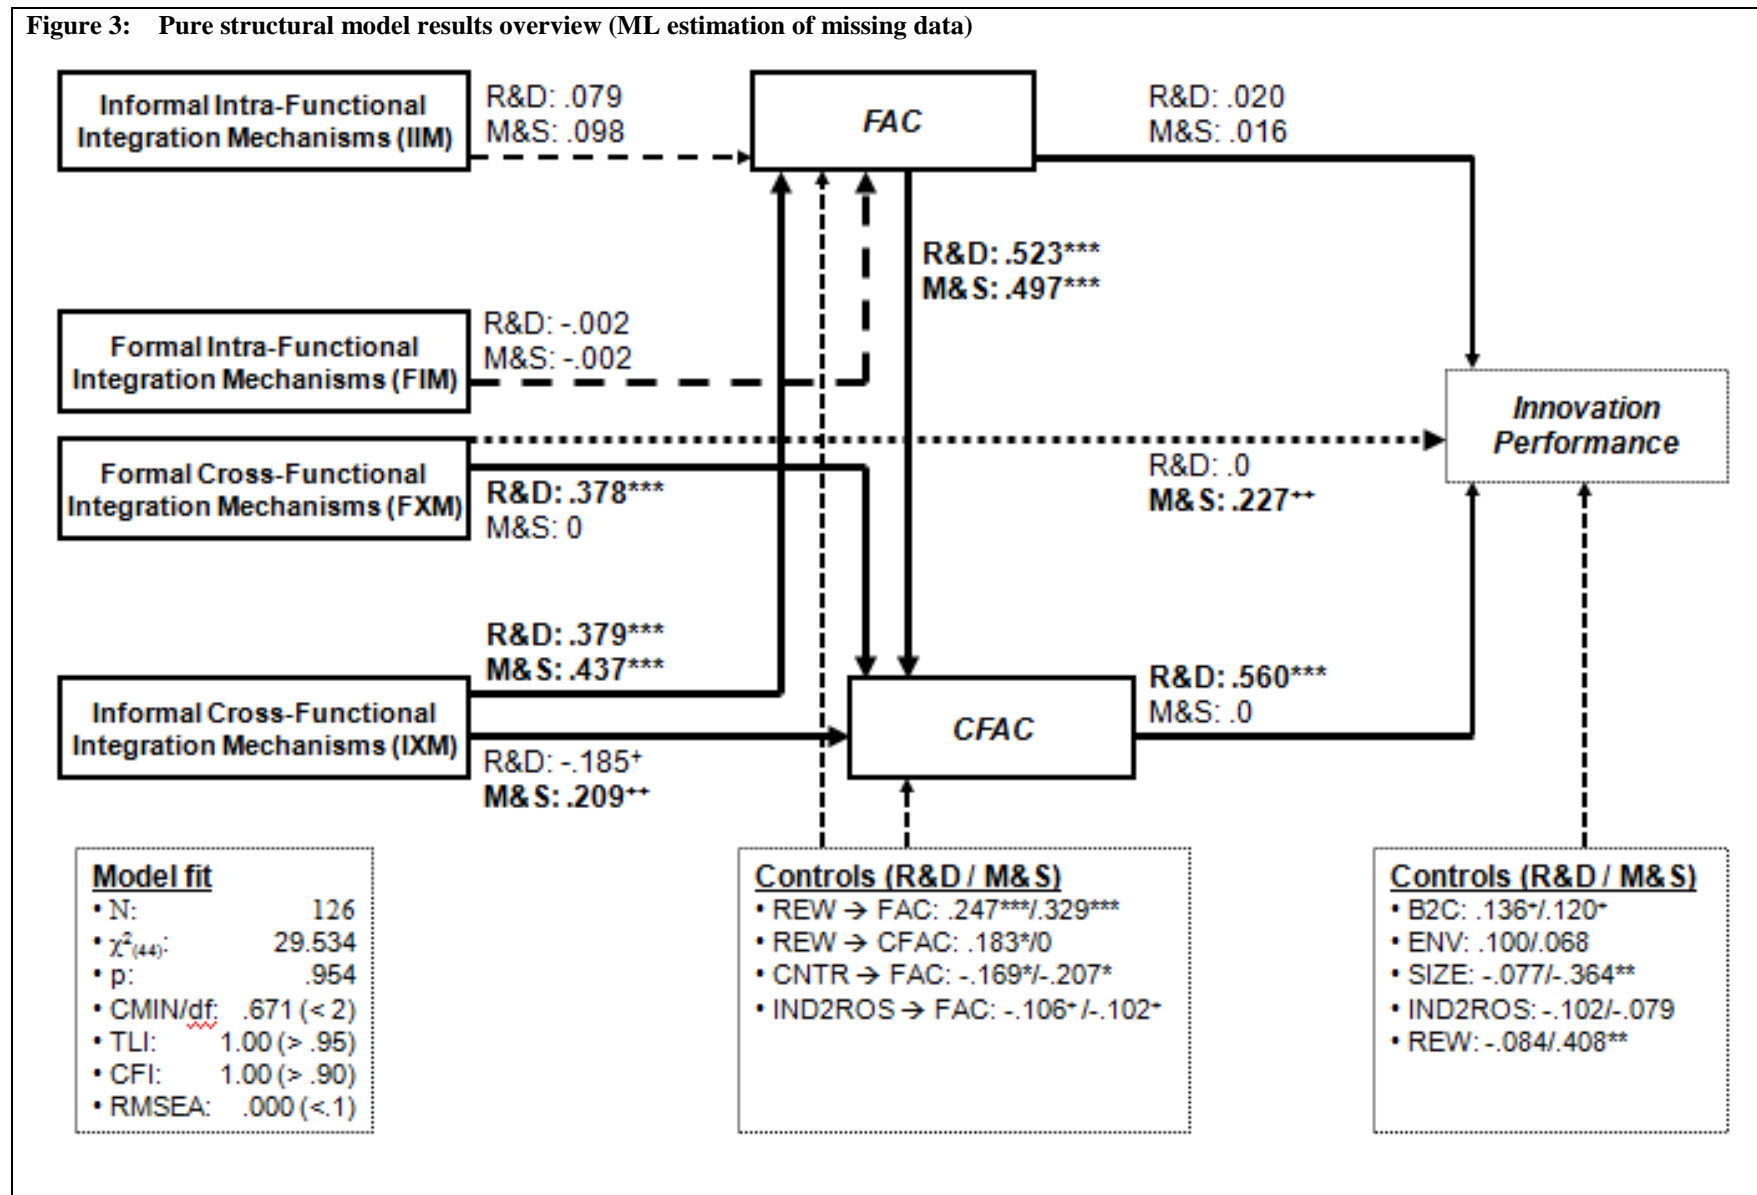 Figure 3: Pure structural model results overview (ML estimation of missing data)
Informal Intra-Functional
Integration Mechanisms (IIM)
R&D: .079
M&S: .098
FAC
R&D: .020
M&S: .016
R&D: .523***
M&S: .497***
Formal Intra-Functional
Integration Mechanisms (FIM)
R&D: -.002
M&S: -.002
Innovation
Performance
Formal Cross-Functional
Integration Mechanisms (FXM)
R&D: .378***
M&S: 0
R&D: .0
M&S: .227++
R&D: .379***
M&S: .437***
Informal Cross-Functional
Integration Mechanisms (IXM)
R&D: -.185+
M&S: .209++
CFAC
R&D: .560***
M&S: .0
Model fit
• N: 126
• χ²(44): 29.534
• p: .954
• CMIN/df: .671 (< 2)
• TLI: 1.00 (> .95)
• CFI: 1.00 (> .90)
• RMSEA: .000 (<.1)
Controls (R&D / M&S)
• REW → FAC: .247***/.329***
• REW → CFAC: .183*/0
• CNTR → FAC: -.169*/-.207*
• IND2ROS → FAC: -.106+/-.102+
Controls (R&D / M&S)
• B2C: .136+/.120+
• ENV: .100/.068
• SIZE: -.077/-.364**
• IND2ROS: -.102/-.079
• REW: -.084/.408**